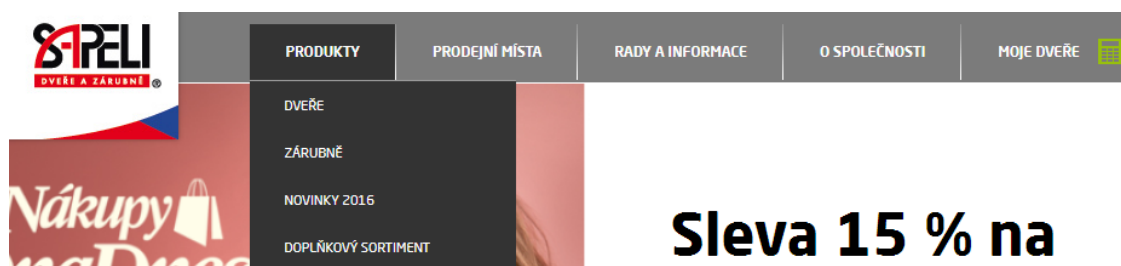 SAPELI
DVEŘE A ZÁRUBNĚ ®
PRODUKTY
PRODEJNÍ MÍSTA
RADY A INFORMACE
O SPOLEČNOSTI
MOJE DVEŘE
DVEŘE
ZÁRUBNĚ
NOVINKY 2016
DOPLŇKOVÝ SORTIMENT
Nákupy
Sleva 15 % na